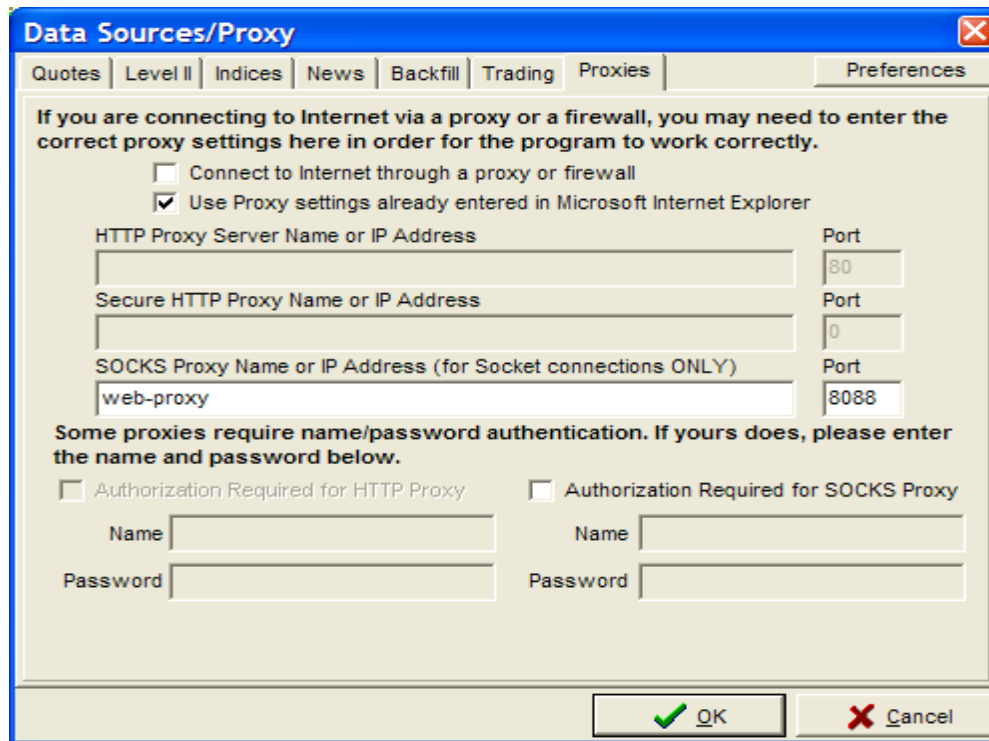 Data Sources/Proxy
Quotes Level II Indices News Backfill Trading Proxies Preferences
If you are connecting to Internet via a proxy or a firewall, you may need to enter the
correct proxy settings here in order for the program to work correctly.
Connect to Internet through a proxy or firewall
Use Proxy settings already entered in Microsoft Internet Explorer
HTTP Proxy Server Name or IP Address Port
80
Secure HTTP Proxy Name or IP Address Port
0
SOCKS Proxy Name or IP Address (for Socket connections ONLY) Port
web-proxy 8088
Some proxies require name/password authentication. If yours does, please enter
the name and password below.
Authorization Required for HTTP Proxy Authorization Required for SOCKS Proxy
Name Name
Password Password
OK Cancel